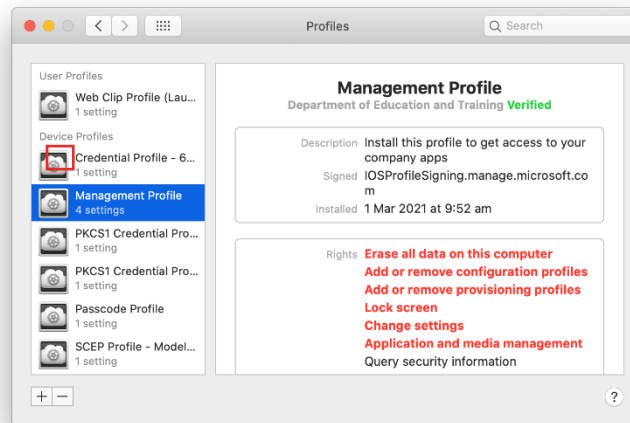 Profiles
Search
User Profiles
Web Clip Profile (Lau...
1 setting
Device Profiles
Credential Profile - 6...
1 setting
Management Profile
4 settings
PKCS1 Credential Pro...
1 setting
PKCS1 Credential Pro...
1 setting
Passcode Profile
1 setting
SCEP Profile - Model...
1 setting
+ −
Management Profile
Department of Education and Training Verified
Description Install this profile to get access to your
company apps
Signed IOSProfileSigning.manage.microsoft.co
m
Installed 1 Mar 2021 at 9:52 am
Rights Erase all data on this computer
Add or remove configuration profiles
Add or remove provisioning profiles
Lock screen
Change settings
Application and media management
Query security information
?